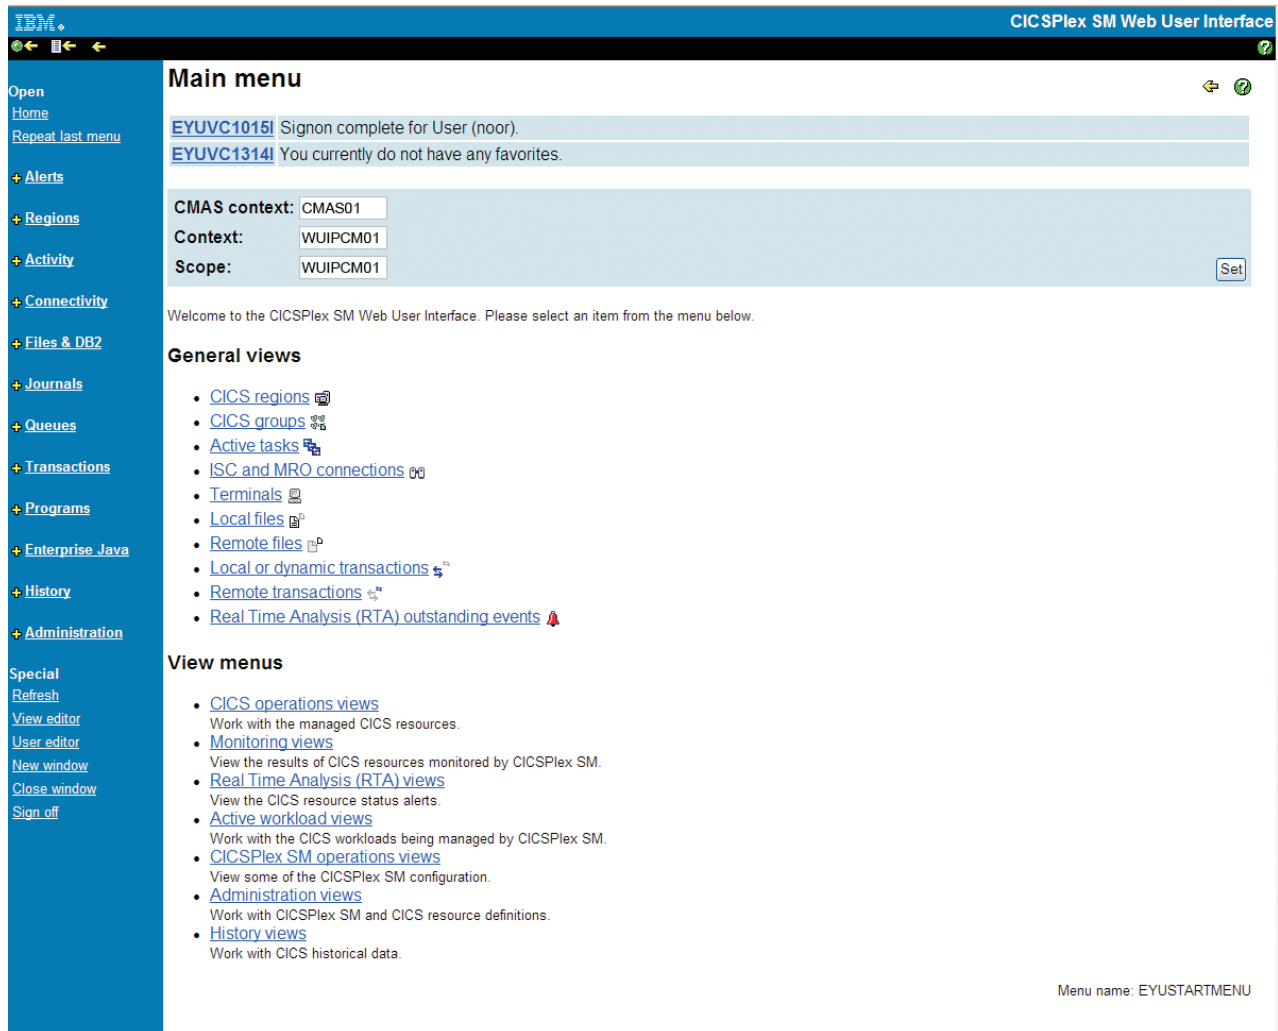 IBM
CICSPlex SM Web User Interface
Open
Home
Repeat last menu
Alerts
Regions
Activity
Connectivity
Files & DB2
Journals
Queues
Transactions
Programs
Enterprise Java
History
Administration
Special
Refresh
View editor
User editor
New window
Close window
Sign off
Main menu
EYUVC1015I Signon complete for User (noor).
EYUVC1314I You currently do not have any favorites.
CMAS context: CMAS01
Context: WUIPCM01
Scope: WUIPCM01
Set
Welcome to the CICSPlex SM Web User Interface. Please select an item from the menu below.
General views
CICS regions
CICS groups
Active tasks
ISC and MRO connections
Terminals
Local files
Remote files
Local or dynamic transactions
Remote transactions
Real Time Analysis (RTA) outstanding events
View menus
CICS operations views
Work with the managed CICS resources.
Monitoring views
View the results of CICS resources monitored by CICSPlex SM.
Real Time Analysis (RTA) views
View the CICS resource status alerts.
Active workload views
Work with the CICS workloads being managed by CICSPlex SM.
CICSPlex SM operations views
View some of the CICSPlex SM configuration.
Administration views
Work with CICSPlex SM and CICS resource definitions.
History views
Work with CICS historical data.
Menu name: EYUSTARTMENU